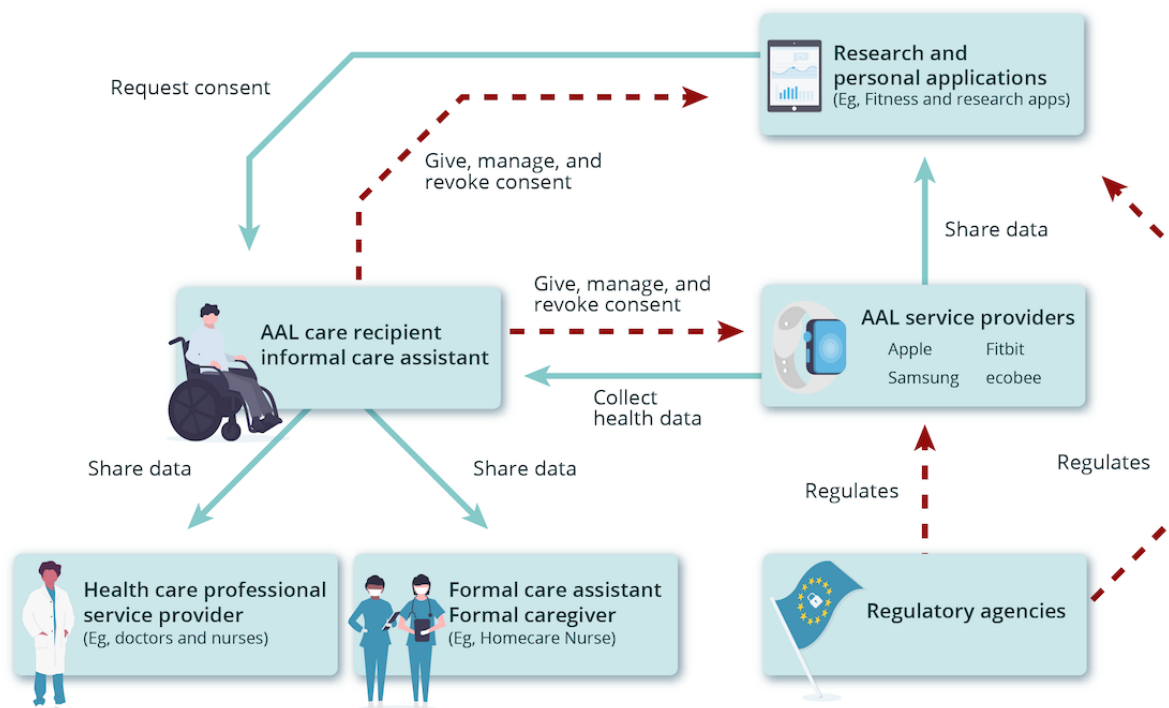 Research and
personal applications
(Eg, Fitness and research apps)
Request consent
Give, manage, and
revoke consent
Share data
Give, manage, and
revoke consent
AAL care recipient
informal care assistant
AAL service providers
Apple Fitbit
Samsung ecobee
Collect
health data
Share data
Share data
Regulates
Regulates
Health care professional
service provider
(Eg, doctors and nurses)
Formal care assistant
Formal caregiver
(Eg, Homecare Nurse)
Regulatory agencies